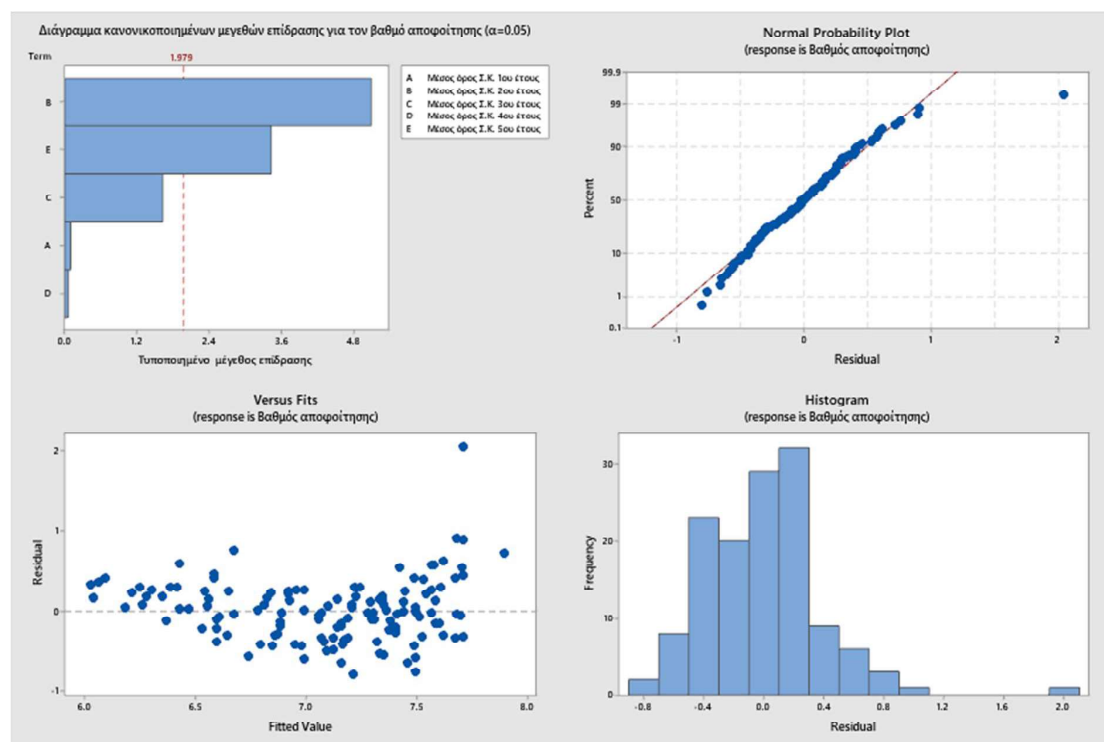 Διάγραμμα κανονικοποιημένων μεγεθών επίδρασης για τον βαθμό αποφοίτησης (α=0.05)
Term
1.979
B
E
C
A
D
0.0 1.2 2.4 3.6 4.8
Τυποποιημένο μέγεθος επίδρασης
A Μέσος όρος Σ.Κ. 1ου έτους
B Μέσος όρος Σ.Κ. 2ου έτους
C Μέσος όρος Σ.Κ. 3ου έτους
D Μέσος όρος Σ.Κ. 4ου έτους
E Μέσος όρος Σ.Κ. 5ου έτους
Normal Probability Plot
(response is Βαθμός αποφοίτησης)
99.9
99
90
50
10
1
0.1
Percent
-1 0 1 2
Residual
Versus Fits
(response is Βαθμός αποφοίτησης)
2
1
0
-1
Residual
6.0 6.5 7.0 7.5 8.0
Fitted Value
Histogram
(response is Βαθμός αποφοίτησης)
30
20
10
0
Frequency
-0.8 -0.4 0.0 0.4 0.8 1.2 1.6 2.0
Residual